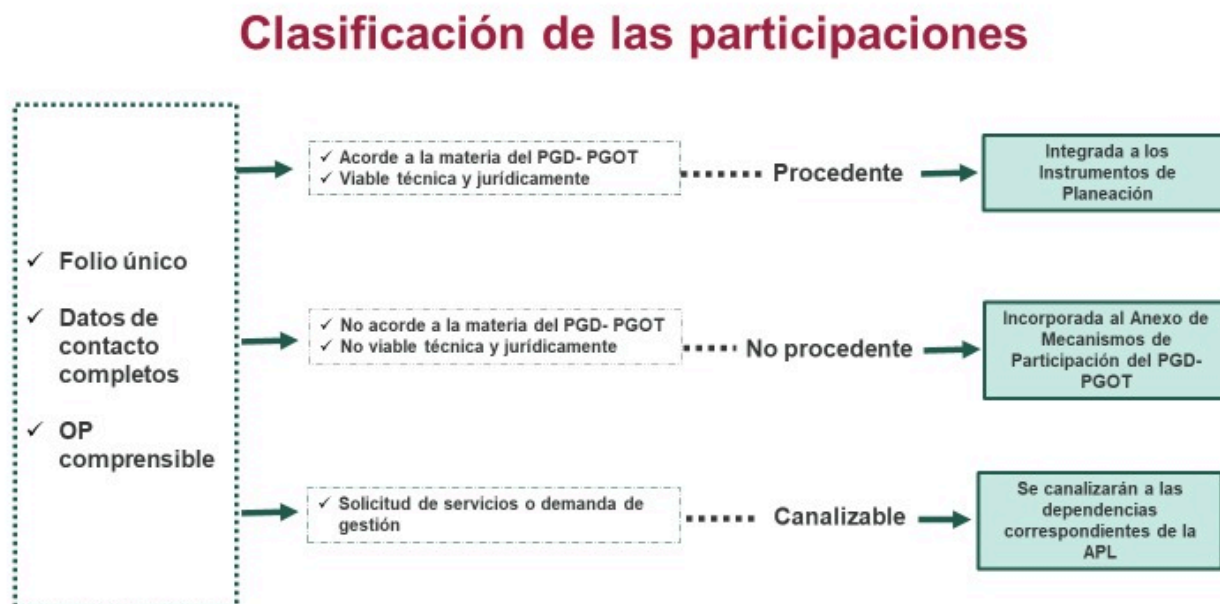 Clasificación de las participaciones
✓ Folio único
✓ Datos de
contacto
completos
✓ OP
comprensible
✓ Acorde a la materia del PGD- PGOT
✓ Viable técnica y jurídicamente
Procedente
Integrada a los
Instrumentos de
Planeación
✓ No acorde a la materia del PGD- PGOT
✓ No viable técnica y jurídicamente
No procedente
Incorporada al Anexo de
Mecanismos de
Participación del PGD-
PGOT
✓ Solicitud de servicios o demanda de
gestión
Canalizable
Se canalizarán a las
dependencias
correspondientes de la
APL